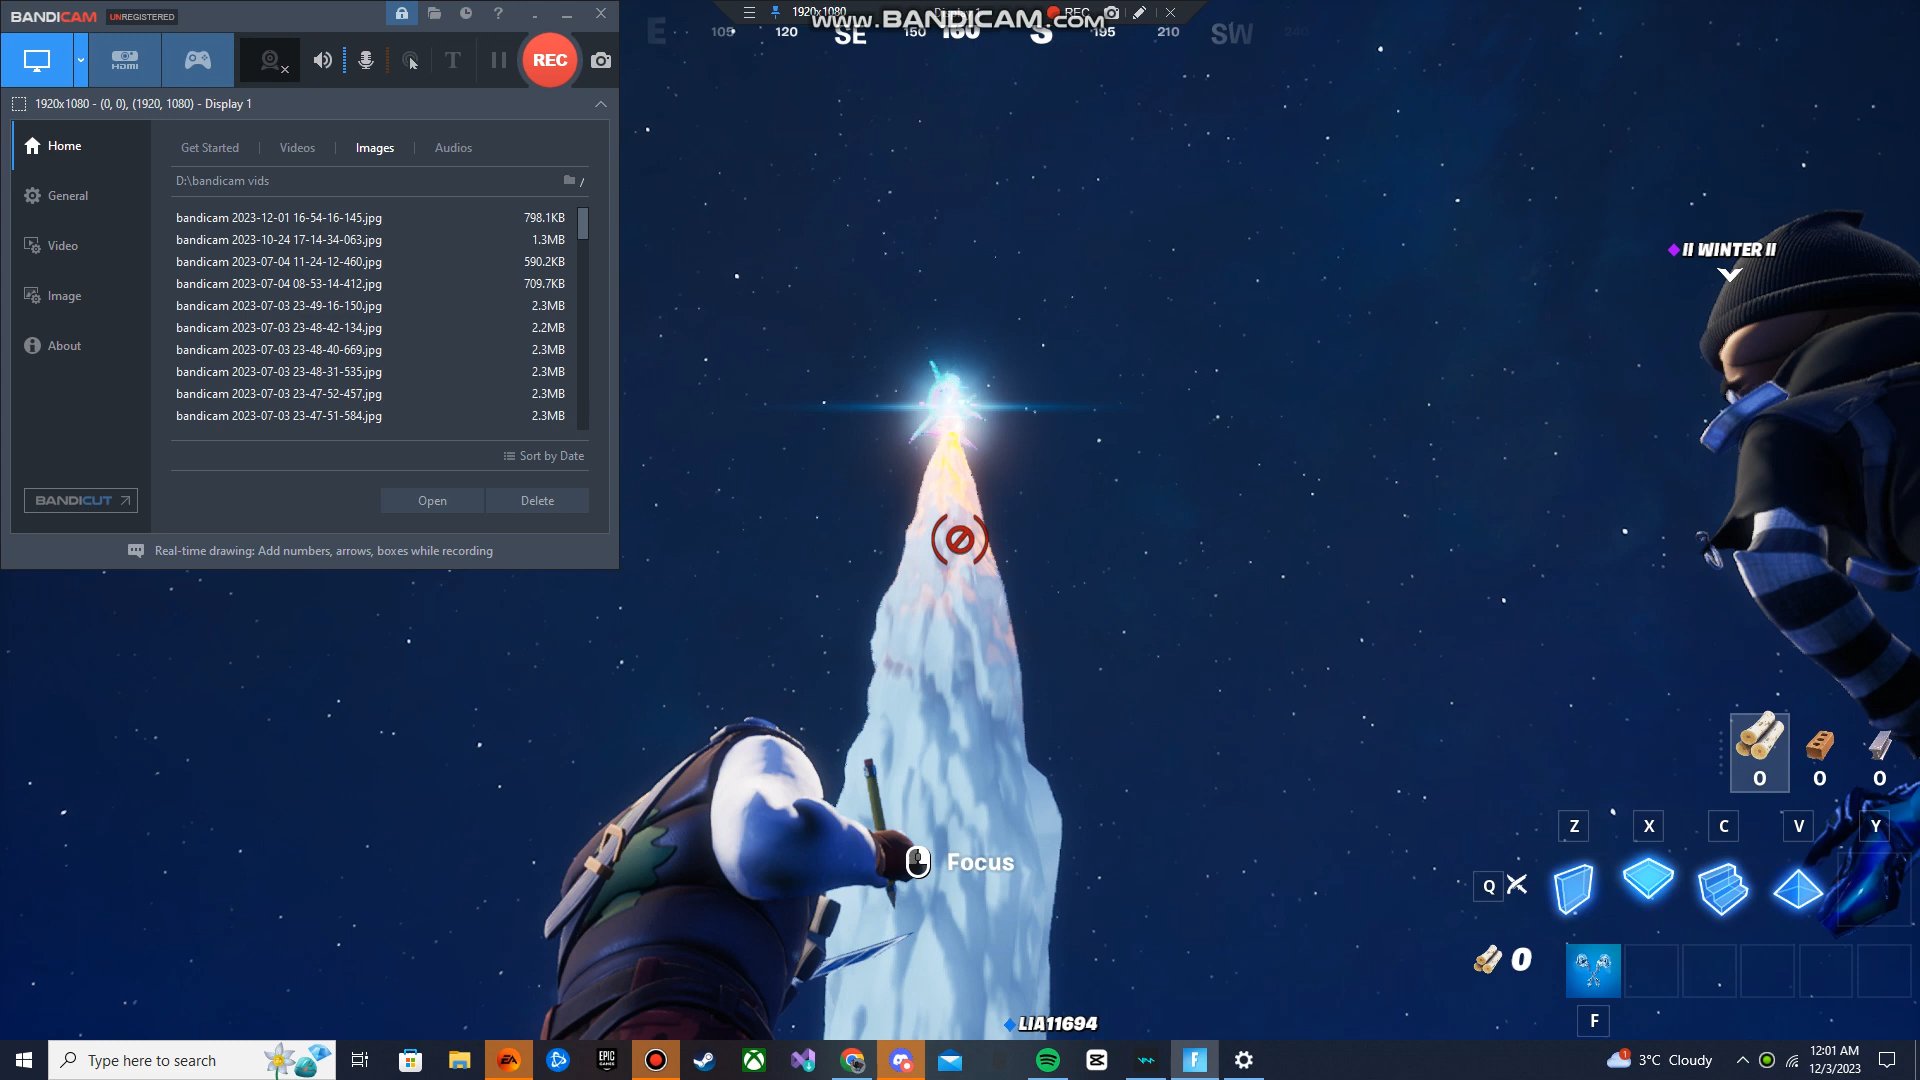 BANDICAM UNREGISTERED
1920x1080
REC
www.BANDICAM.COM
E 105 120 SE 150 160 S 195 210 SW 240
HDMI
T
REC
1920x1080 - (0, 0), (1920, 1080) - Display 1
Home
General
Video
Image
About
BANDICUT
Get Started
Videos
Images
Audios
D:\bandicam vids
/
bandicam 2023-12-01 16-54-16-145.jpg 798.1KB
bandicam 2023-10-24 17-14-34-063.jpg 1.3MB
bandicam 2023-07-04 11-24-12-460.jpg 590.2KB
bandicam 2023-07-04 08-53-14-412.jpg 709.7KB
bandicam 2023-07-03 23-49-16-150.jpg 2.3MB
bandicam 2023-07-03 23-48-42-134.jpg 2.2MB
bandicam 2023-07-03 23-48-40-669.jpg 2.3MB
bandicam 2023-07-03 23-48-31-535.jpg 2.3MB
bandicam 2023-07-03 23-47-52-457.jpg 2.3MB
bandicam 2023-07-03 23-47-51-584.jpg 2.3MB
Sort by Date
Open
Delete
Real-time drawing: Add numbers, arrows, boxes while recording
II WINTER II
0 0 0
Z X C V Y
Focus
Q
0
F
LIA11694
Type here to search
EA
EPIC GAMES
F
1
3°C Cloudy
12:01 AM
12/3/2023